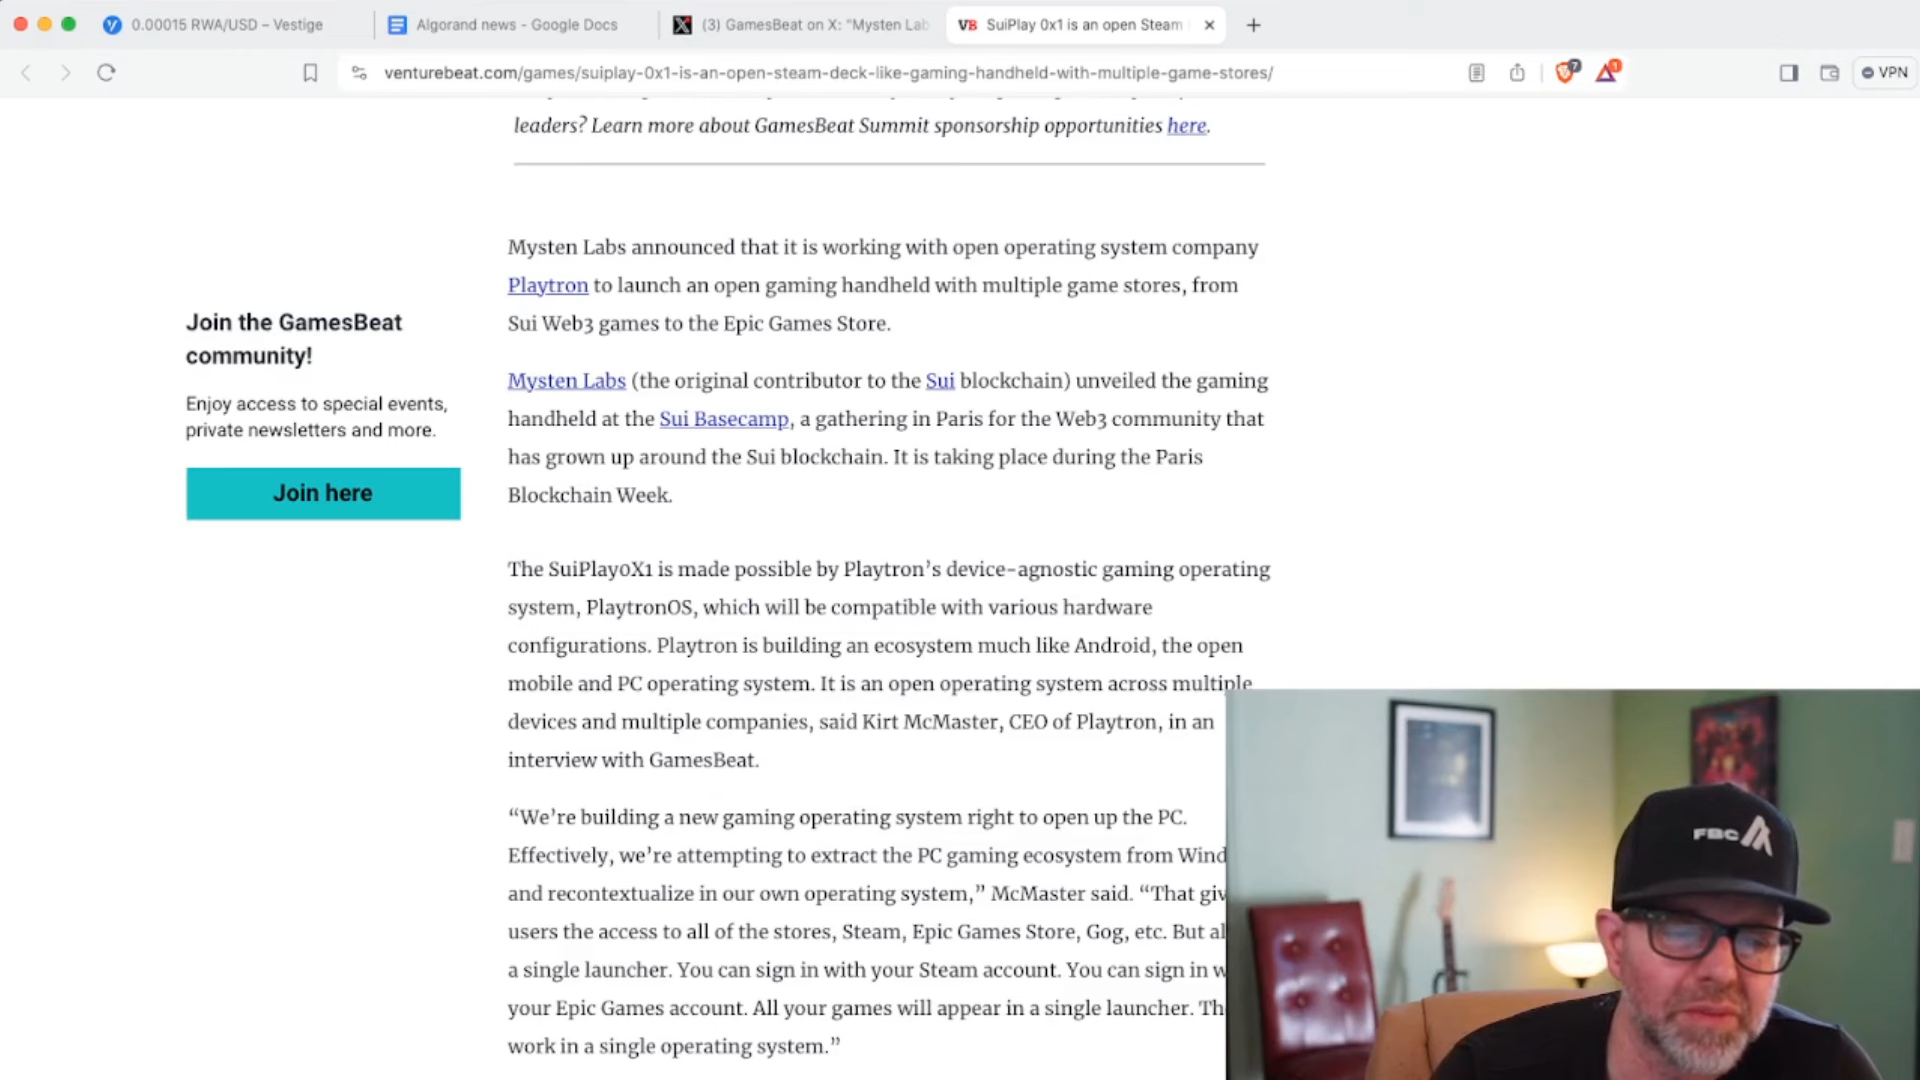 0.00015 RWA/USD – Vestige
Algorand news - Google Docs
(3) GamesBeat on X: "Mysten Lab
VB SuiPlay 0x1 is an open Steam
venturebeat.com/games/suiplay-0x1-is-an-open-steam-deck-like-gaming-handheld-with-multiple-game-stores/
7
1
VPN
leaders? Learn more about GamesBeat Summit sponsorship opportunities here.
Join the GamesBeat
community!
Enjoy access to special events,
private newsletters and more.
Join here
Mysten Labs announced that it is working with open operating system company
Playtron to launch an open gaming handheld with multiple game stores, from
Sui Web3 games to the Epic Games Store.
Mysten Labs (the original contributor to the Sui blockchain) unveiled the gaming
handheld at the Sui Basecamp, a gathering in Paris for the Web3 community that
has grown up around the Sui blockchain. It is taking place during the Paris
Blockchain Week.
The SuiPlay0X1 is made possible by Playtron’s device-agnostic gaming operating
system, PlaytronOS, which will be compatible with various hardware
configurations. Playtron is building an ecosystem much like Android, the open
mobile and PC operating system. It is an open operating system across multiple
devices and multiple companies, said Kirt McMaster, CEO of Playtron, in an
interview with GamesBeat.
“We’re building a new gaming operating system right to open up the PC.
Effectively, we’re attempting to extract the PC gaming ecosystem from Wind
and recontextualize in our own operating system,” McMaster said. “That giv
users the access to all of the stores, Steam, Epic Games Store, Gog, etc. But al
a single launcher. You can sign in with your Steam account. You can sign in w
your Epic Games account. All your games will appear in a single launcher. Th
work in a single operating system.”
FBC